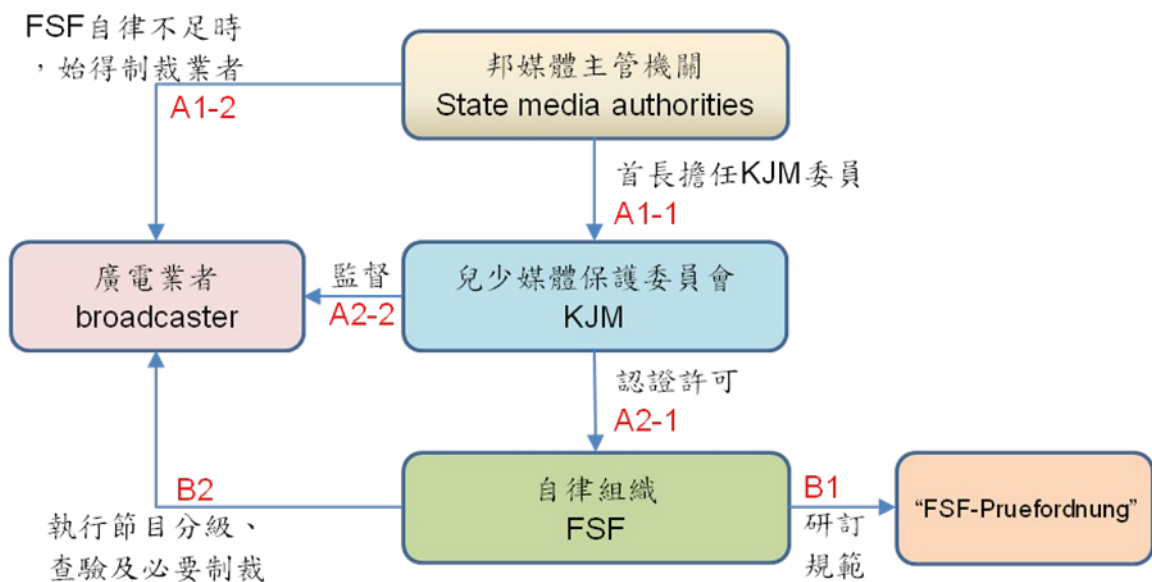 FSF自律不足時
，始得制裁業者
A1-2
邦媒體主管機關
State media authorities
首長擔任KJM委員
A1-1
廣電業者
broadcaster
監督
A2-2
兒少媒體保護委員會
KJM
認證許可
A2-1
B2
執行節目分級、
查驗及必要制裁
自律組織
FSF
B1
研訂
規範
“FSF-Pruefordnung”